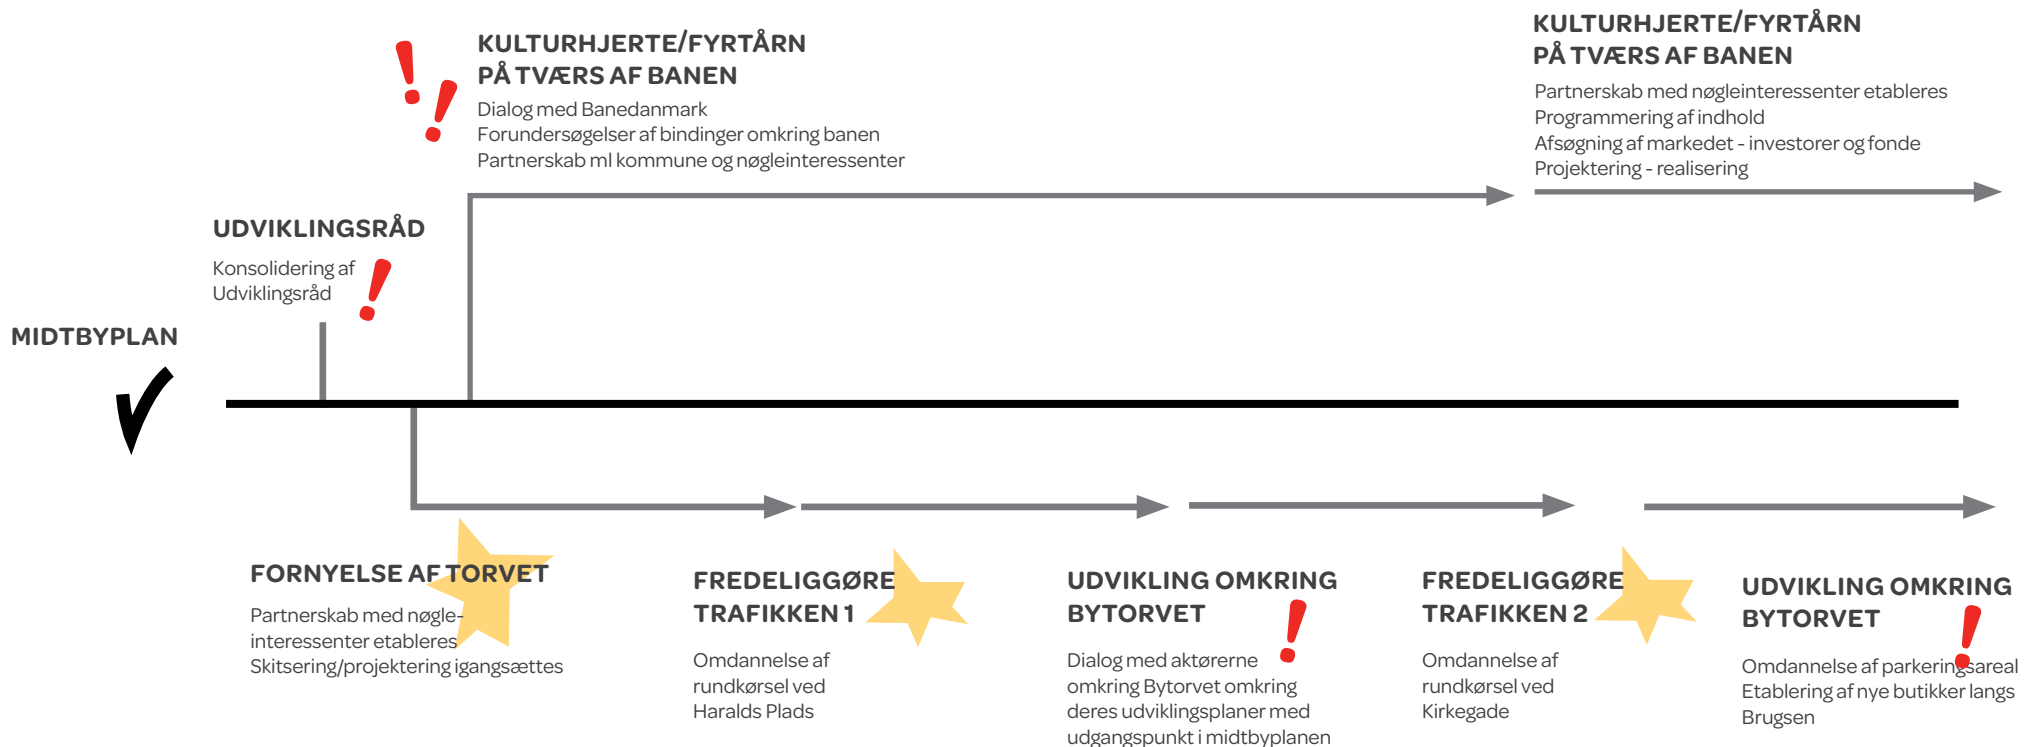 KULTURHJERTE/FYRTÅRN
PÅ TVÆRS AF BANEN
Dialog med Banedanmark
Forundersøgelser af bindinger omkring banen
Partnerskab ml kommune og nøgleinteressenter
KULTURHJERTE/FYRTÅRN
PÅ TVÆRS AF BANEN
Partnerskab med nøgleinteressenter etableres
Programmering af indhold
Afsøgning af markedet - investorer og fonde
Projektering - realisering
UDVIKLINGSRÅD
Konsolidering af
Udviklingsråd
MIDTBYPLAN
FORNYELSE AF TORVET
Partnerskab med nøgle-
interessenter etableres
Skitsering/projektering igangsættes
FREDELIGGØRE
TRAFIKKEN 1
Omdannelse af
rundkørsel ved
Haralds Plads
UDVIKLING OMKRING
BYTORVET
Dialog med aktørerne
omkring Bytorvet omkring
deres udviklingsplaner med
udgangspunkt i midtbyplanen
FREDELIGGØRE
TRAFIKKEN 2
Omdannelse af
rundkørsel ved
Kirkegade
UDVIKLING OMKRING
BYTORVET
Omdannelse af parkeringsareal
Etablering af nye butikker langs
Brugsen